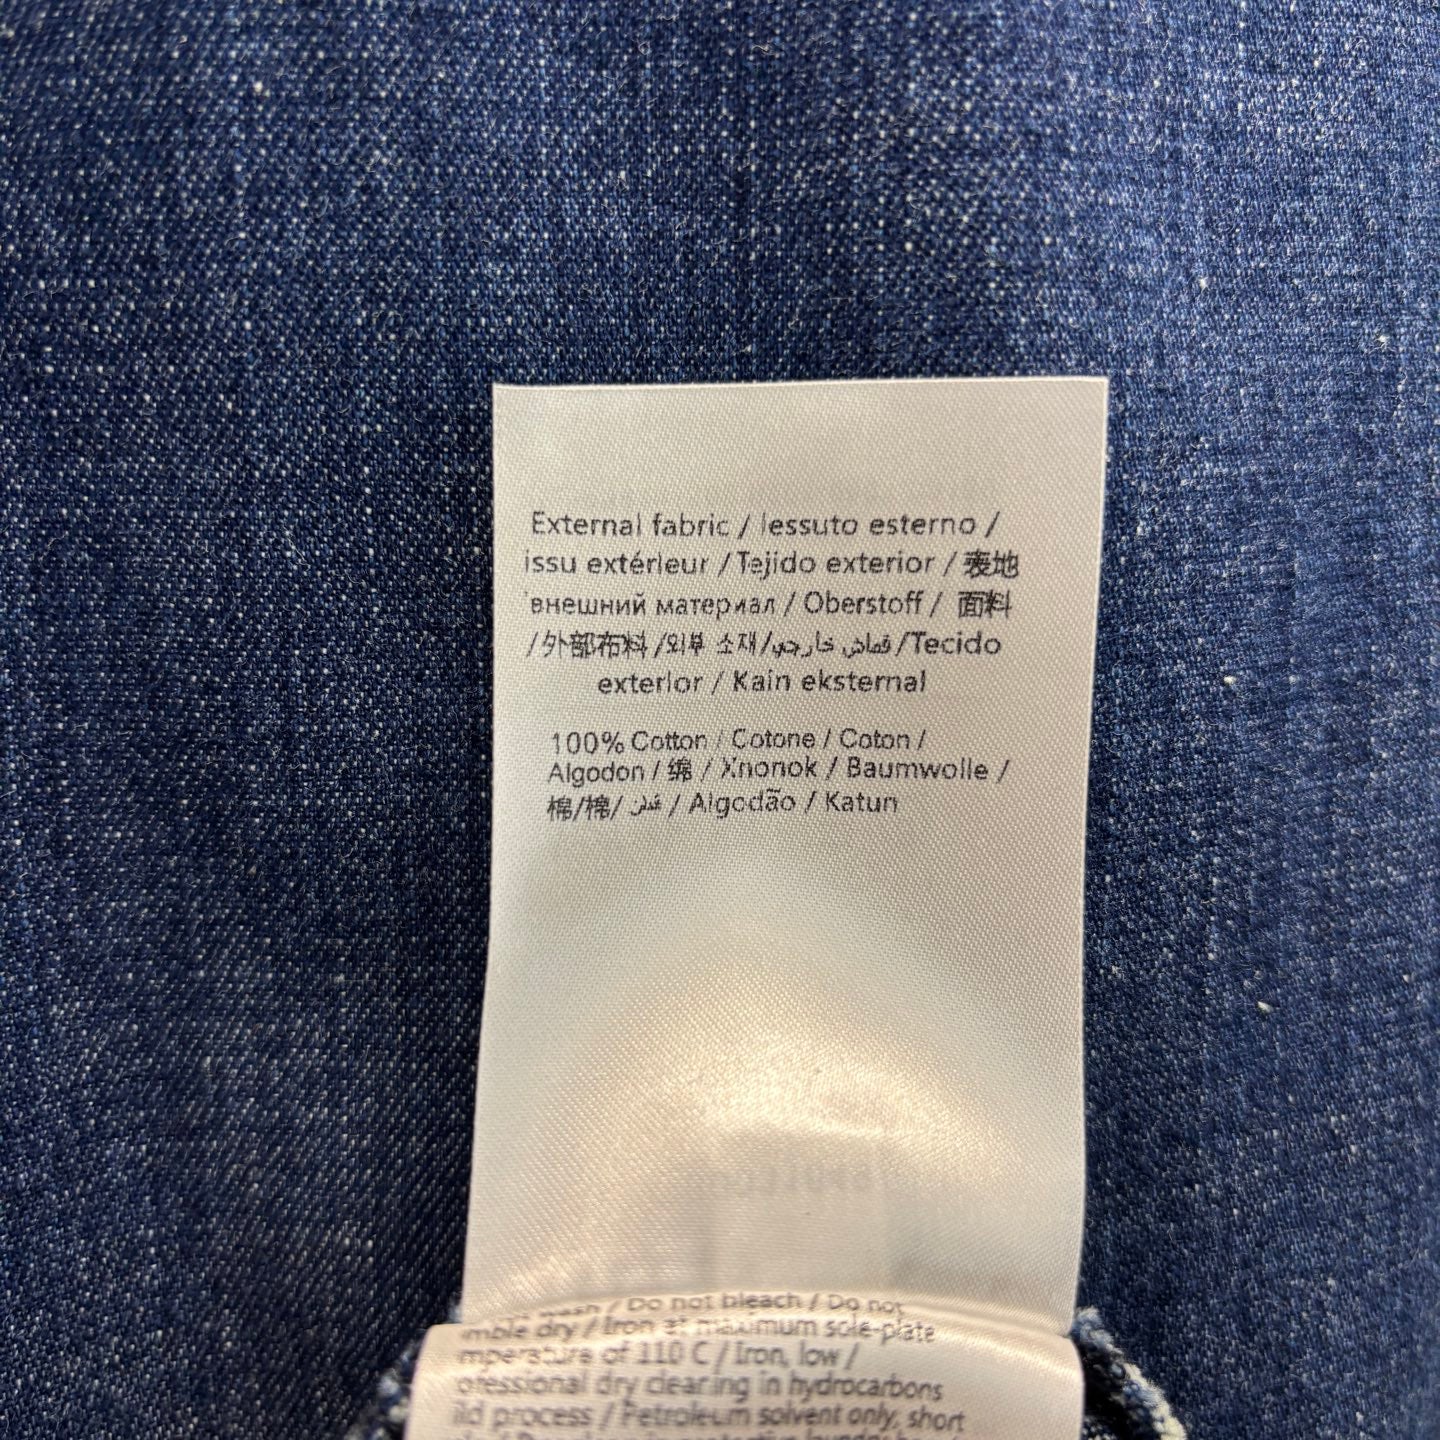 External fabric / Iessuto esterno /
issu extérieur / Tejido exterior / 表地
внешний материал / Oberstoff / 面料
/外部布料/외부 소재/قماش خارجي/Tecido
exterior / Kain eksternal
100% Cotton / Cotone / Coton /
Algodon / 绵 / Xnonok / Baumwolle /
棉/棉/ قطن / Algodão / Katun
wash / Do not bleach / Do not
mble dry / Iron at maximum sole-plate
mperature of 110 C / Iron, low /
ofessional dry clearing in hydrocarbons
ild process / Petroleum solvent only, short